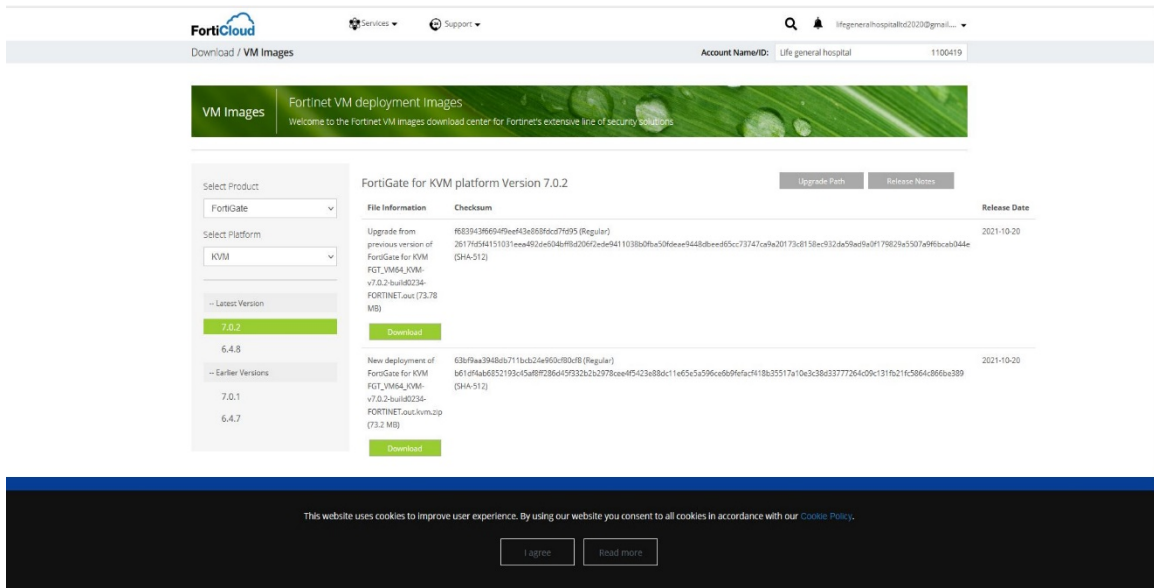 FortiCloud
Services
Support
lifegeneralhospitalltd2020@gmail....
Download / VM Images
Account Name/ID:
Life general hospital
1100419
VM Images
Fortinet VM deployment Images
Welcome to the Fortinet VM images download center for Fortinet's extensive line of security solutions
Select Product
FortiGate
Select Platform
KVM
-- Latest Version
7.0.2
6.4.8
-- Earlier Versions
7.0.1
6.4.7
FortiGate for KVM platform Version 7.0.2
Upgrade Path
Release Notes
File Information
Checksum
Release Date
Upgrade from
previous version of
FortiGate for KVM
FGT_VM64_KVM-
v7.0.2-build0234-
FORTINET.out (73.78
MB)
Download
(Regular)
(SHA-512)
2021-10-20
New deployment of
FortiGate for KVM
FGT_VM64_KVM-
v7.0.2-build0234-
FORTINET.out.kvm.zip
(73.2 MB)
Download
63bf9aa3948db711bcb24e960cf80cf8 (Regular)
(SHA-512)
2021-10-20
This website uses cookies to improve user experience. By using our website you consent to all cookies in accordance with our Cookie Policy.
I agree
Read more